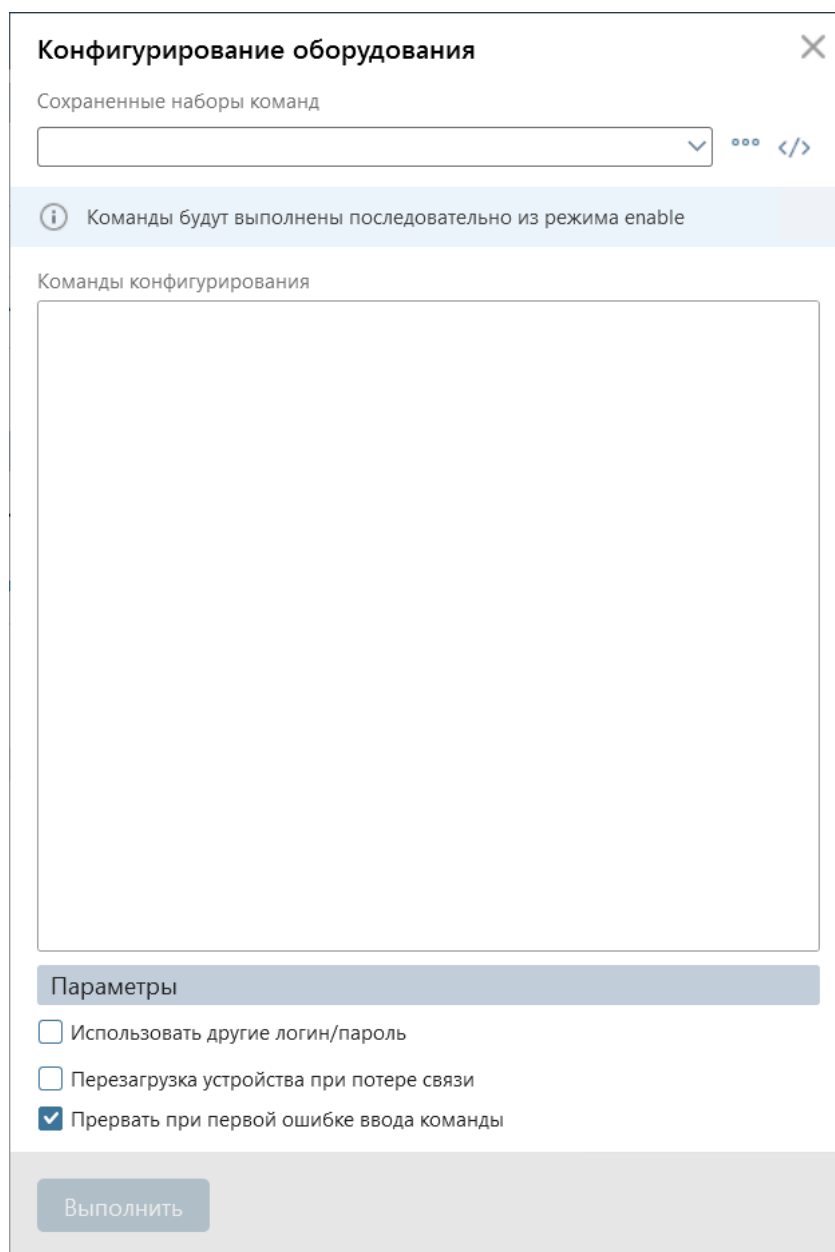 Конфигурирование оборудования
Сохраненные наборы команд
</>
Команды будут выполнены последовательно из режима enable
Команды конфигурирования
Параметры
Использовать другие логин/пароль
Перезагрузка устройства при потере связи
Прервать при первой ошибке ввода команды
Выполнить